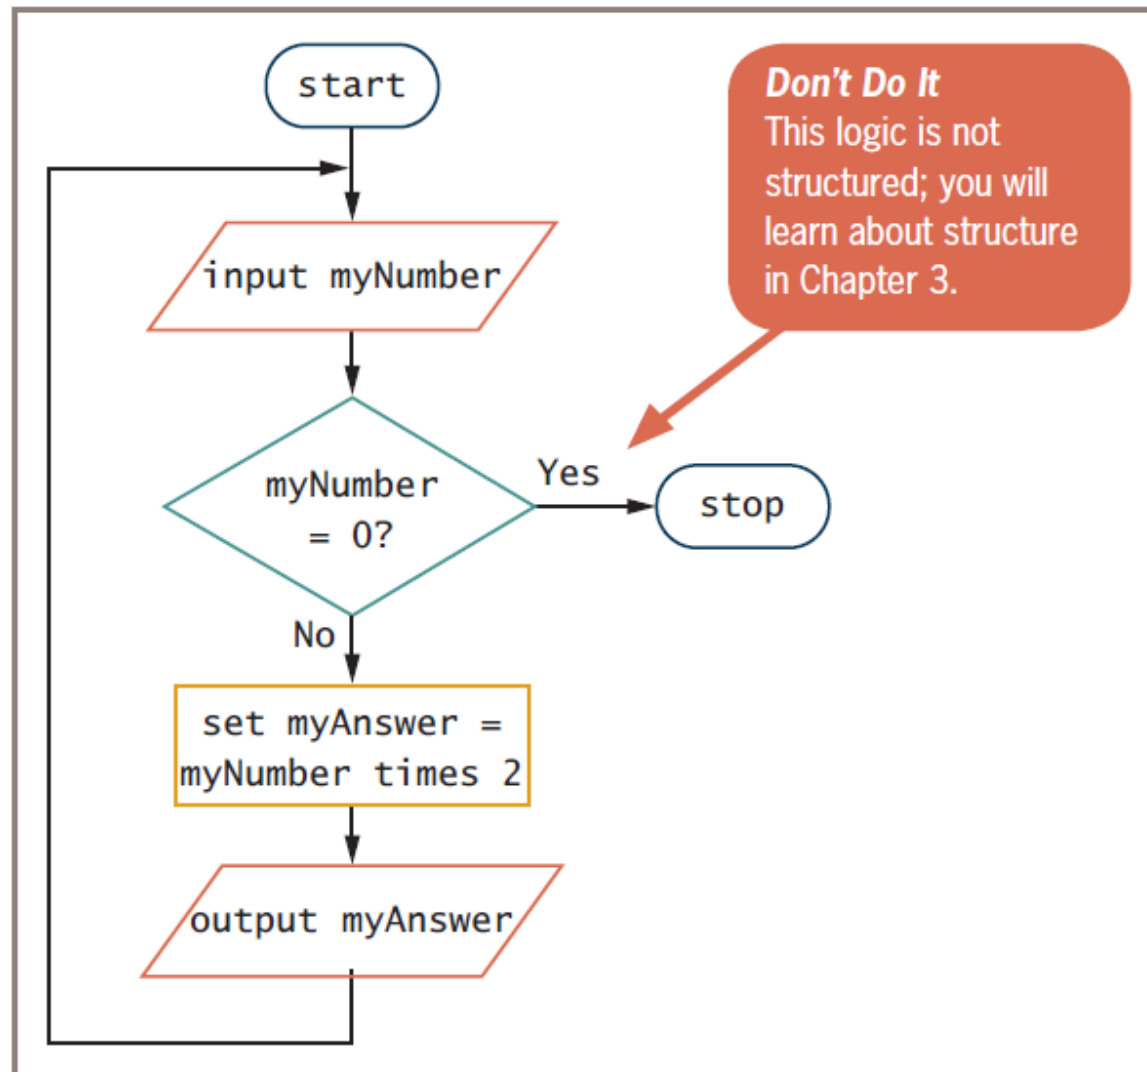 start
Don't Do It
This logic is not
structured; you will
learn about structure
in Chapter 3.
input myNumber
myNumber
= 0?
Yes
stop
No
set myAnswer =
myNumber times 2
output myAnswer